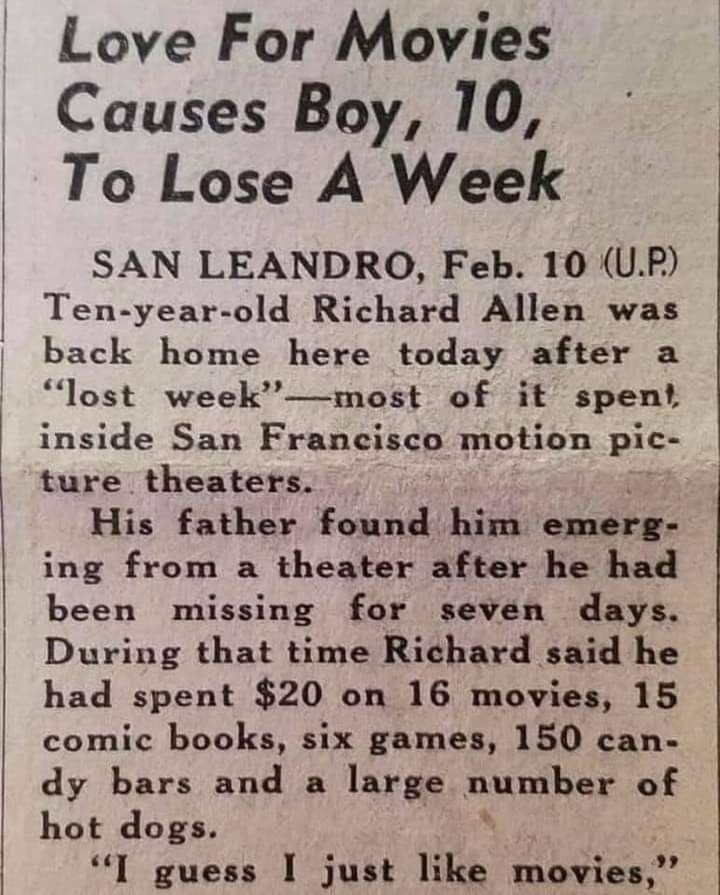 Love For Movies
Causes Boy, 10,
To Lose A Week
SAN LEANDRO, Feb. 10 (U.P.)
Ten-year-old Richard Allen was
back home here today after a
“lost week”—most of it spent
inside San Francisco motion pic-
ture theaters.
His father found him emerg-
ing from a theater after he had
been missing for seven days.
During that time Richard said he
had spent $20 on 16 movies, 15
comic books, six games, 150 can-
dy bars and a large number of
hot dogs.
“I guess I just like movies,”